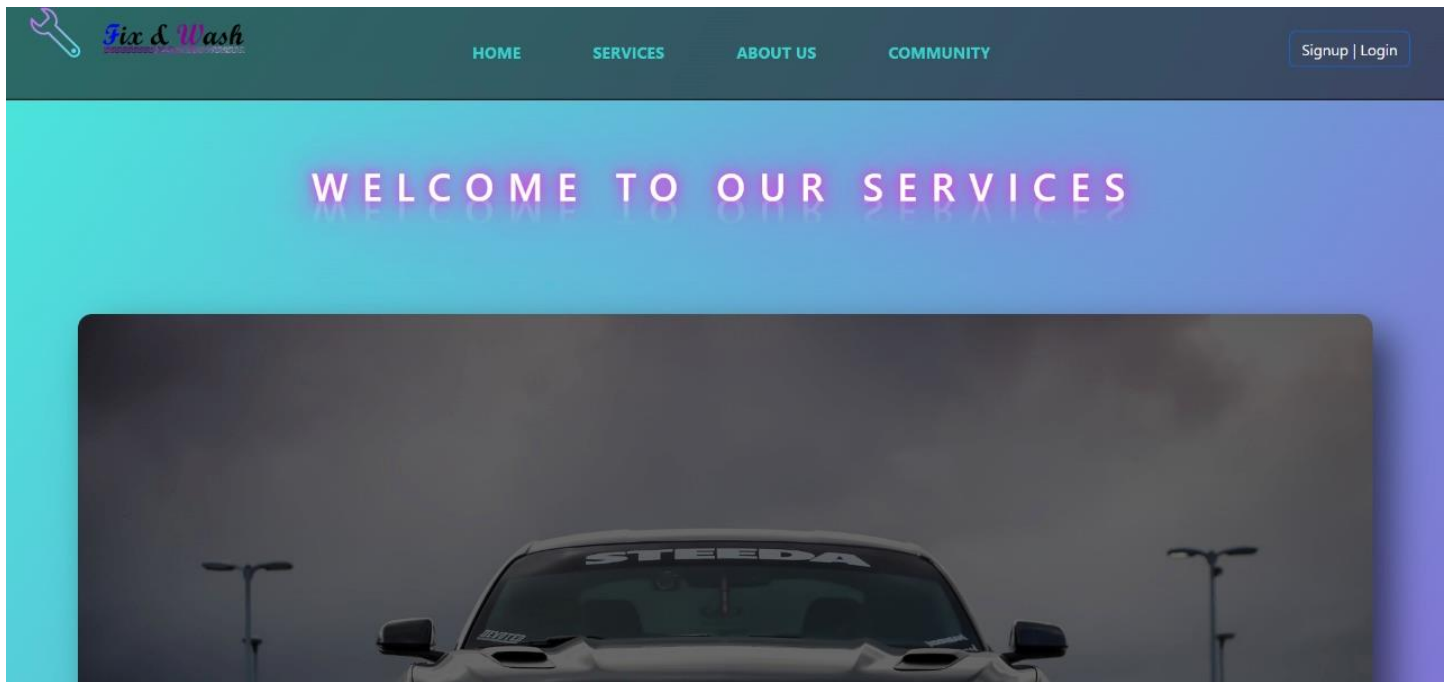 Fix & Wash
HOME SERVICES ABOUT US COMMUNITY
Signup | Login
WELCOME TO OUR SERVICES
STEEDA